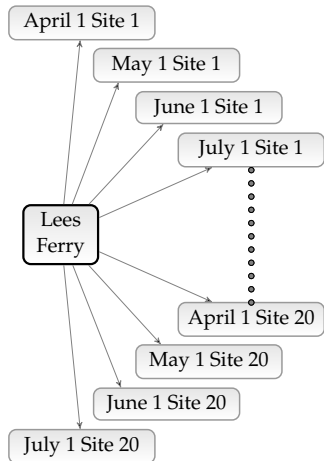 April 1 Site 1
May 1 Site 1
June 1 Site 1
July 1 Site 1
Lees
Ferry
April 1 Site 20
May 1 Site 20
June 1 Site 20
July 1 Site 20